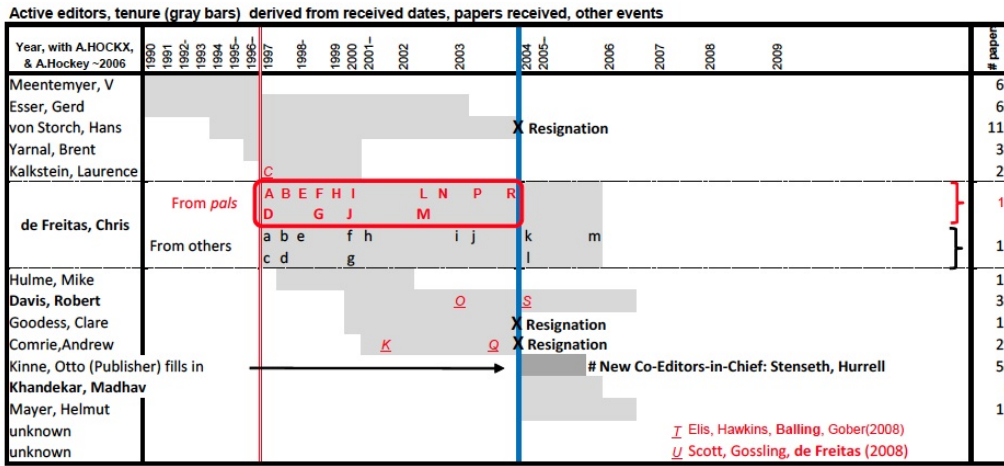 Active editors, tenure (gray bars) derived from received dates, papers received, other events
Year, with A.HOCKX, & A.Hockey ~2006
1990 1991 1992- 1993 1994 1995– 1996– 1997 1998- 1999 2000 2001– 2002 2003 2004 2005– 2006 2007 2008 2009 # paper
Meentemyer, V 6
Esser, Gerd 6
von Storch, Hans X Resignation 11
Yarnal, Brent 3
Kalkstein, Laurence C 2
From pals A B E F H I L N P R 1
D G J M
de Freitas, Chris
From others a b e f h i j k m 1
c d g l
Hulme, Mike 1
Davis, Robert O S 3
Goodess, Clare X Resignation 1
Comrie,Andrew K Q X Resignation 2
Kinne, Otto (Publisher) fills in # New Co-Editors-in-Chief: Stenseth, Hurrell 5
Khandekar, Madhav
Mayer, Helmut 1
unknown T Elis, Hawkins, Balling, Gober(2008)
unknown U Scott, Gossling, de Freitas (2008)